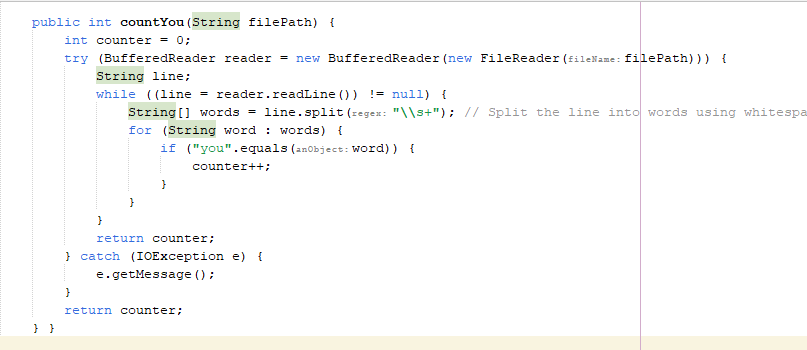 public int countYou(String filePath) {
int counter = 0;
try (BufferedReader reader = new BufferedReader(new FileReader(fileName: filePath))) {
String line;
while ((line = reader.readLine()) != null) {
String[] words = line.split(regex: "\\s+"); // Split the line into words using whitespa
for (String word : words) {
if ("you".equals(anObject: word)) {
counter++;
}
}
}
return counter;
} catch (IOException e) {
e.getMessage();
}
return counter;
} }